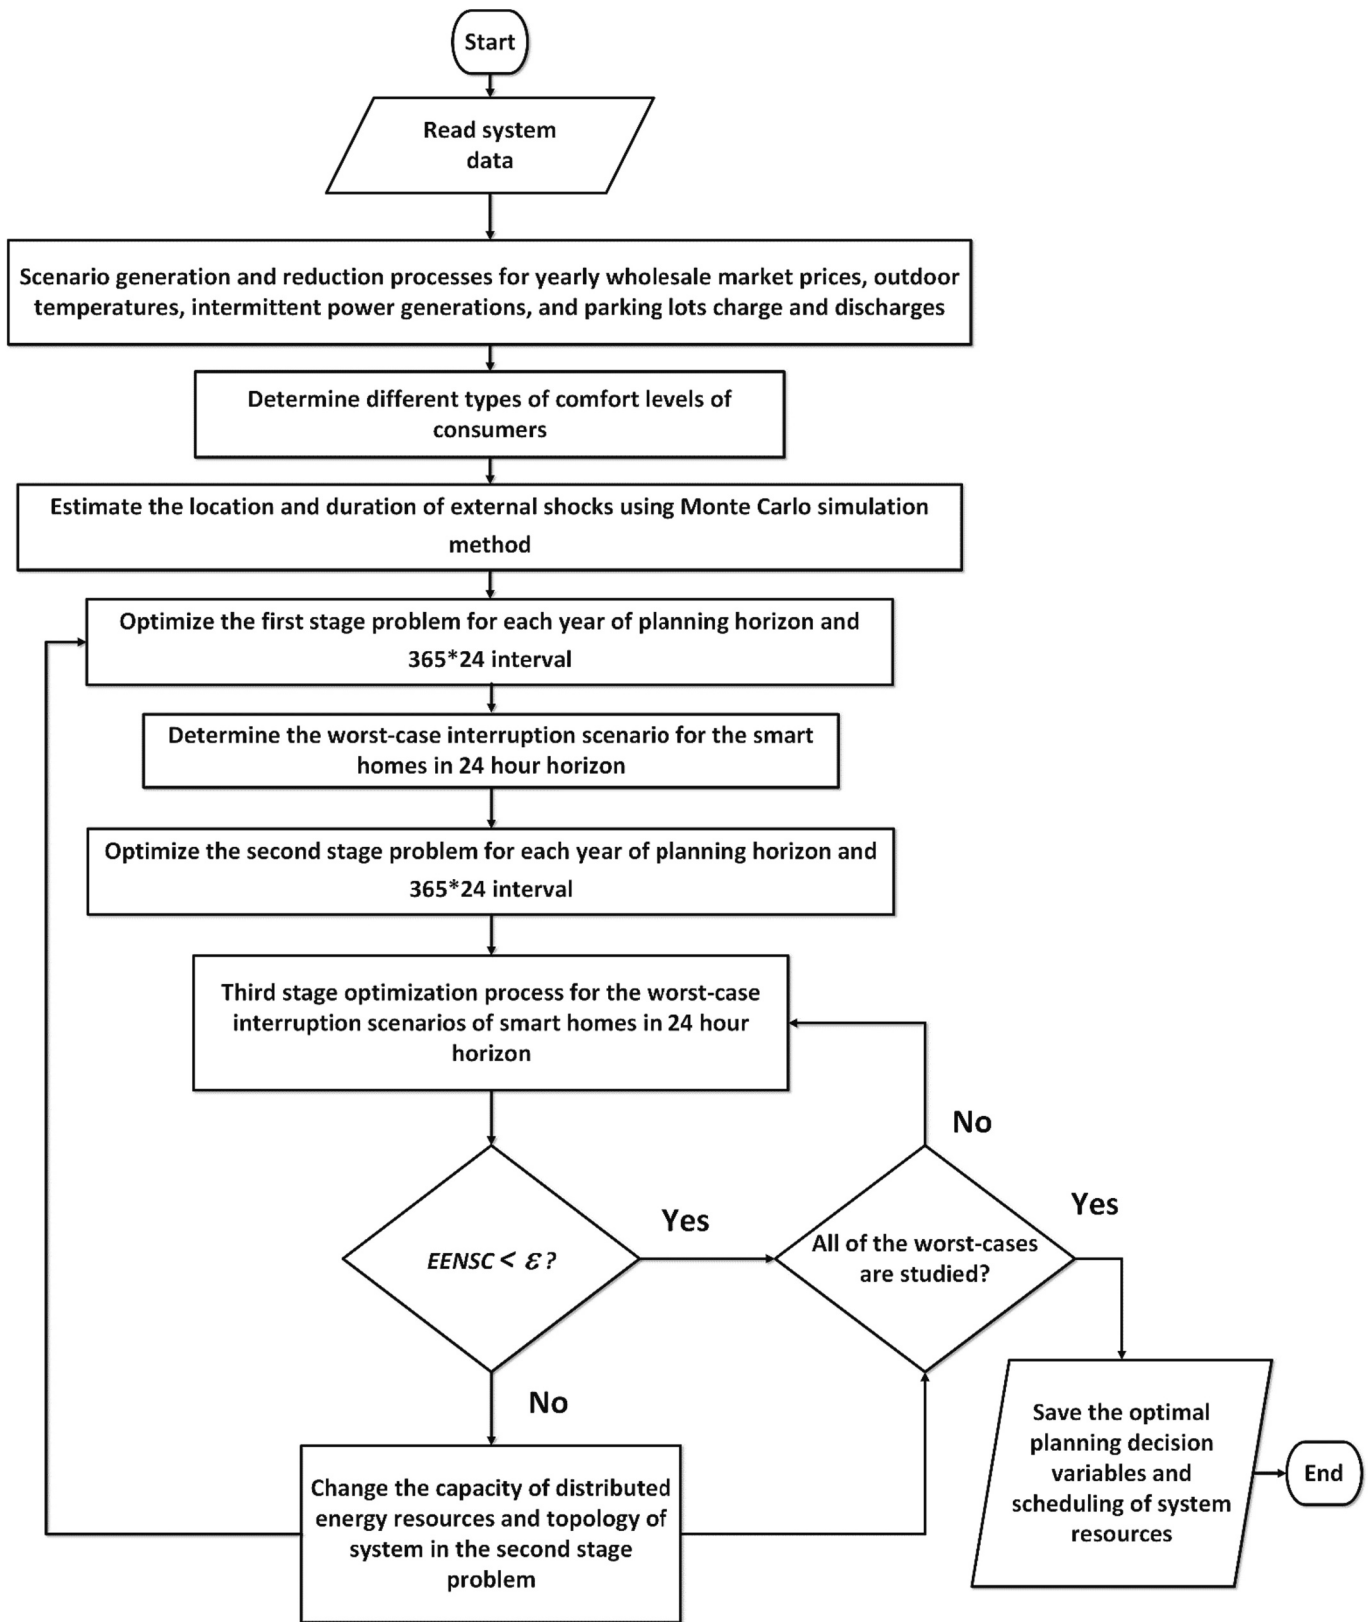 Start
Read system
data
Scenario generation and reduction processes for yearly wholesale market prices, outdoor
temperatures, intermittent power generations, and parking lots charge and discharges
Determine different types of comfort levels of
consumers
Estimate the location and duration of external shocks using Monte Carlo simulation
method
Optimize the first stage problem for each year of planning horizon and
365*24 interval
Determine the worst-case interruption scenario for the smart
homes in 24 hour horizon
Optimize the second stage problem for each year of planning horizon and
365*24 interval
Third stage optimization process for the worst-case
interruption scenarios of smart homes in 24 hour
horizon
No
Yes
Yes
EENSC < ε ?
All of the worst-cases
are studied?
No
Change the capacity of distributed
energy resources and topology of
system in the second stage
problem
Save the optimal
planning decision
variables and
scheduling of system
resources
End